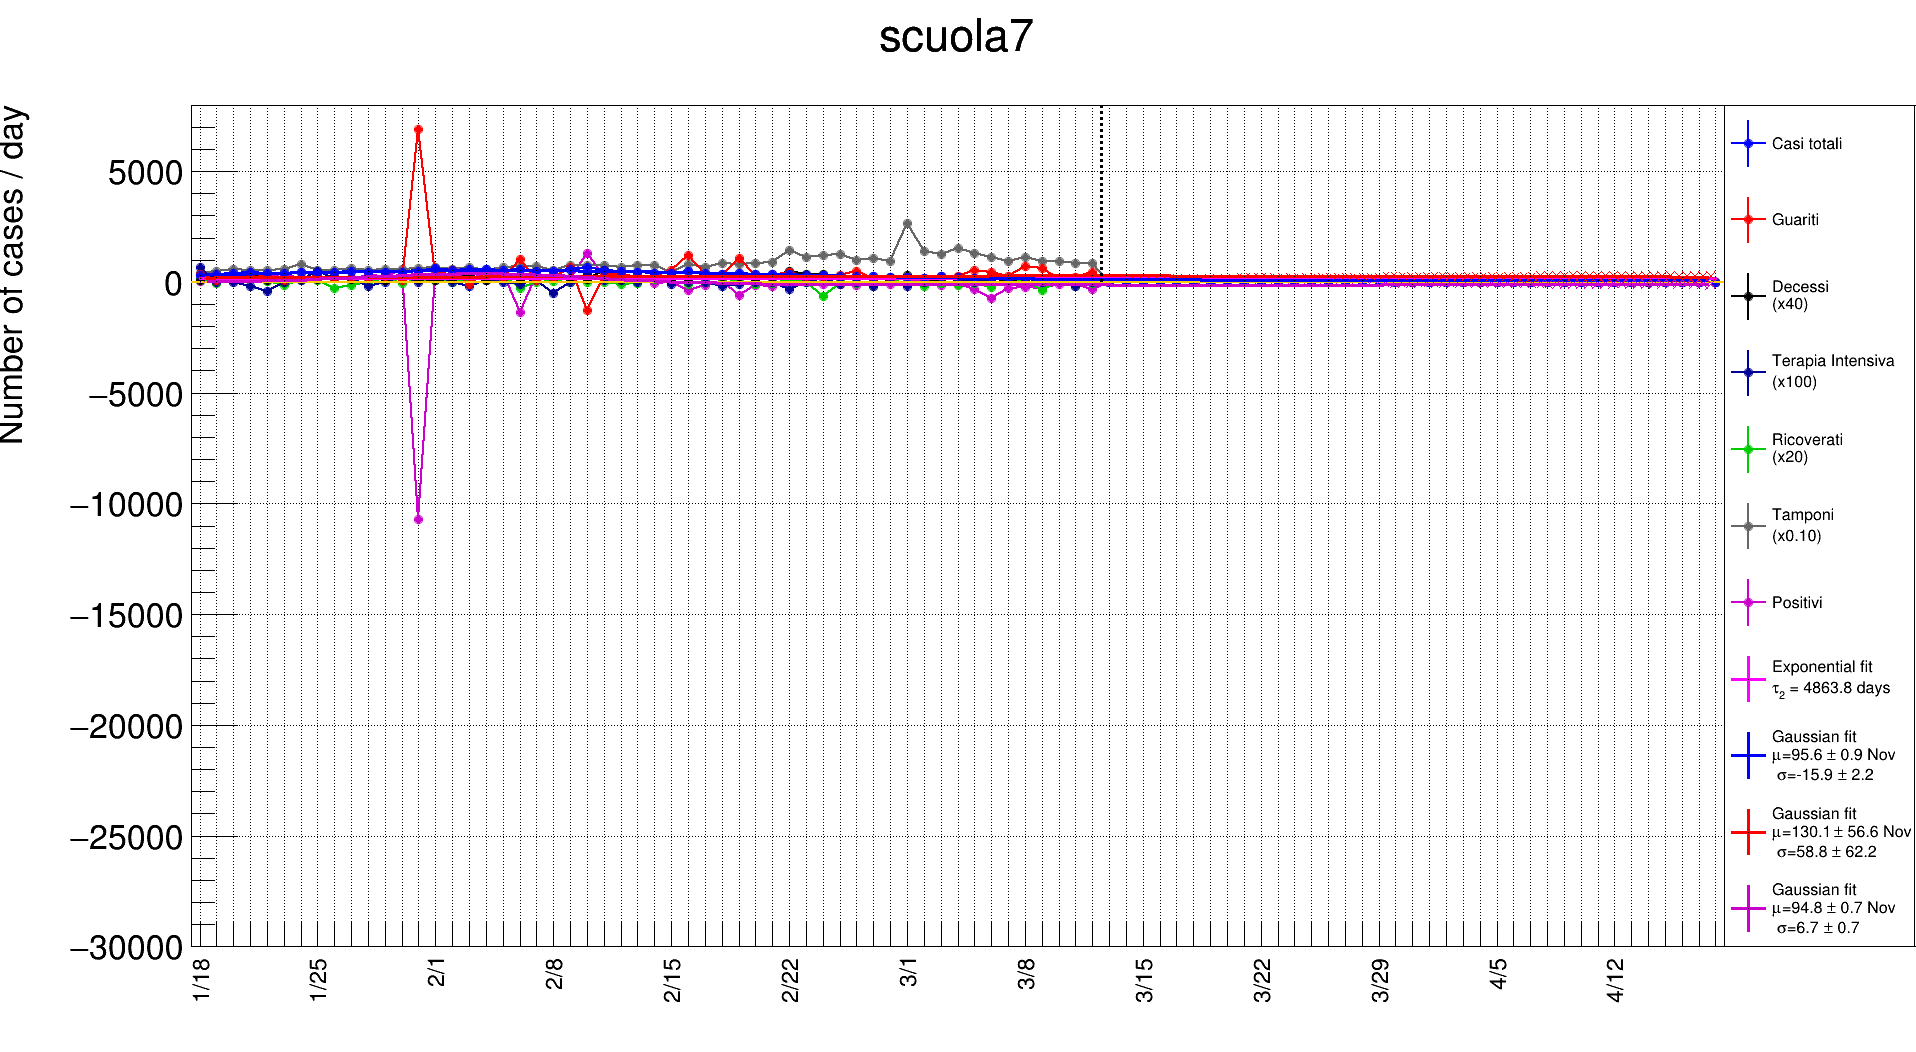 scuola7
Number of cases / day
5000
0
−5000
−10000
−15000
−20000
−25000
−30000
1/18
1/25
2/1
2/8
2/15
2/22
3/1
3/8
3/15
3/22
3/29
4/5
4/12
Casi totali
Guariti
Decessi
(x40)
Terapia Intensiva
(x100)
Ricoverati
(x20)
Tamponi
(x0.10)
Positivi
Exponential fit
τ2 = 4863.8 days
Gaussian fit
μ=95.6 ± 0.9 Nov
σ=-15.9 ± 2.2
Gaussian fit
μ=130.1 ± 56.6 Nov
σ=58.8 ± 62.2
Gaussian fit
μ=94.8 ± 0.7 Nov
σ=6.7 ± 0.7